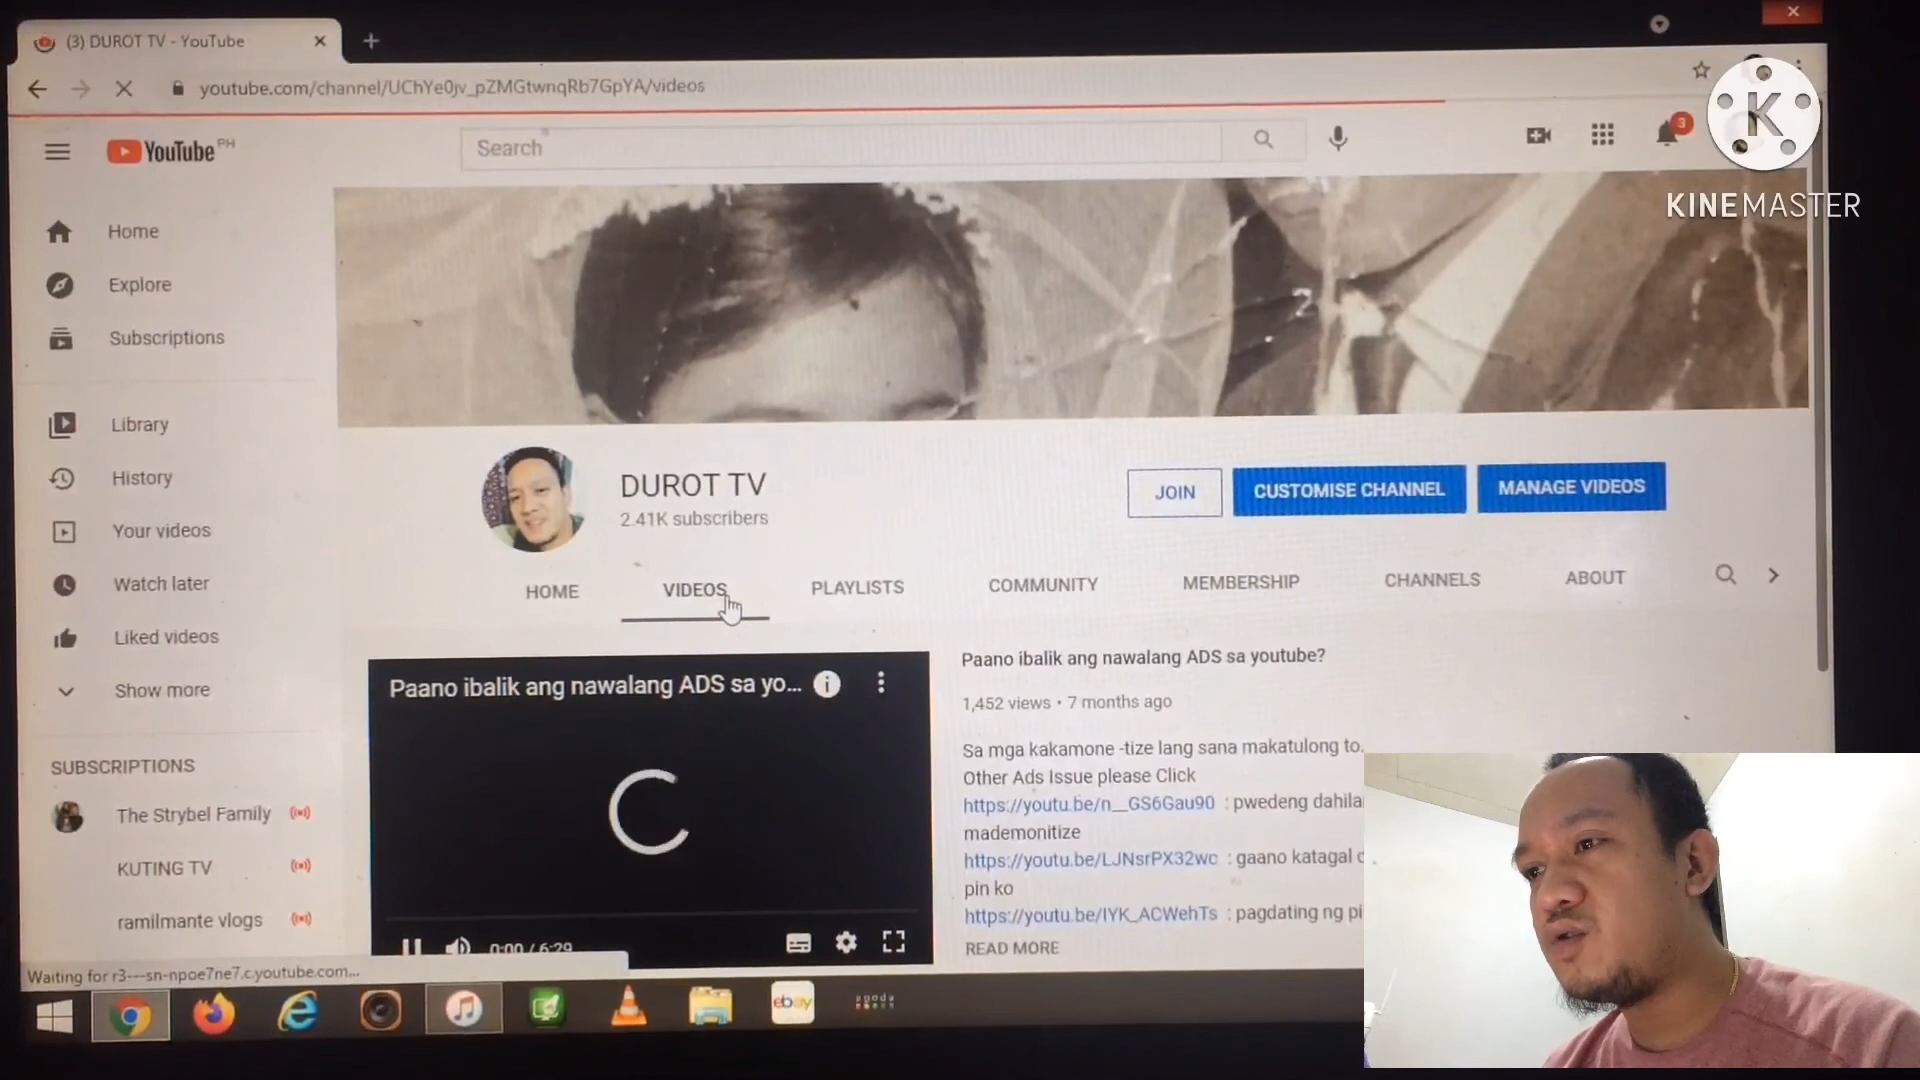 (3) DUROT TV - YouTube
youtube.com/channel/UChYe0jv_pZMGtwnqRb7GpYA/videos
YouTube PH
Search
3
K
KINEMASTER
Home
Explore
Subscriptions
Library
History
Your videos
Watch later
Liked videos
Show more
SUBSCRIPTIONS
The Strybel Family
KUTING TV
ramilmante vlogs
DUROT TV
2.41K subscribers
JOIN
CUSTOMISE CHANNEL
MANAGE VIDEOS
HOME
VIDEOS
PLAYLISTS
COMMUNITY
MEMBERSHIP
CHANNELS
ABOUT
Paano ibalik ang nawalang ADS sa yo...
0:00 / 6:29
Paano ibalik ang nawalang ADS sa youtube?
1,452 views • 7 months ago
Sa mga kakamone -tize lang sana makatulong to.
Other Ads Issue please Click
https://youtu.be/n__GS6Gau90 : pwedeng dahila
mademonitize
https://youtu.be/LJNsrPX32wc : gaano katagal
pin ko
https://youtu.be/IYK_ACWehTs : pagdating ng pi
READ MORE
Waiting for r3---sn-npoe7ne7.c.youtube.com...
ebay
agoda